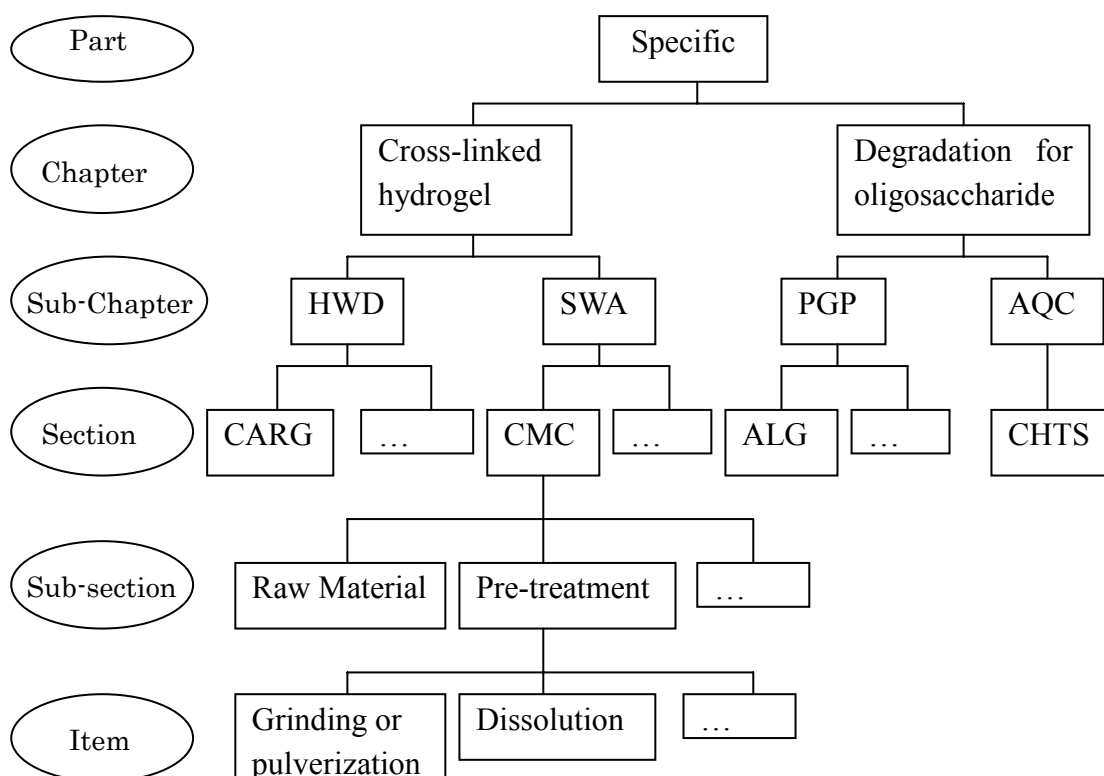 Part
Specific
Chapter
Cross-linked
hydrogel
Degradation for
oligosaccharide
Sub-Chapter
HWD
SWA
PGP
AQC
Section
CARG
…
CMC
…
ALG
…
CHTS
Sub-section
Raw Material
Pre-treatment
…
Item
Grinding or
pulverization
Dissolution
…